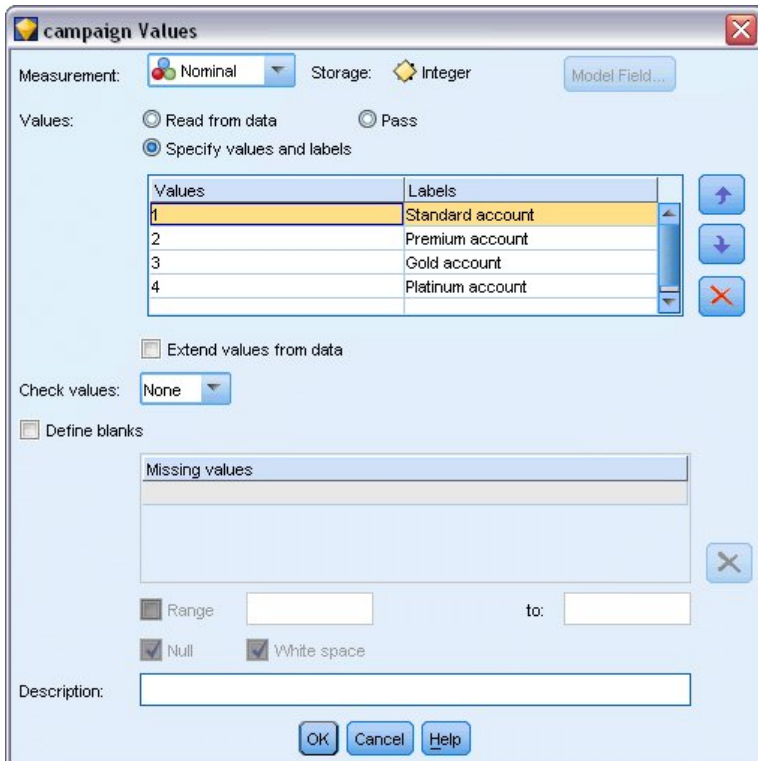 campaign Values
Measurement: Nominal Storage: Integer Model Field...
Values: Read from data Pass
Specify values and labels
Values Labels
1 Standard account
2 Premium account
3 Gold account
4 Platinum account
Extend values from data
Check values: None
Define blanks
Missing values
Range to:
Null White space
Description:
OK Cancel Help